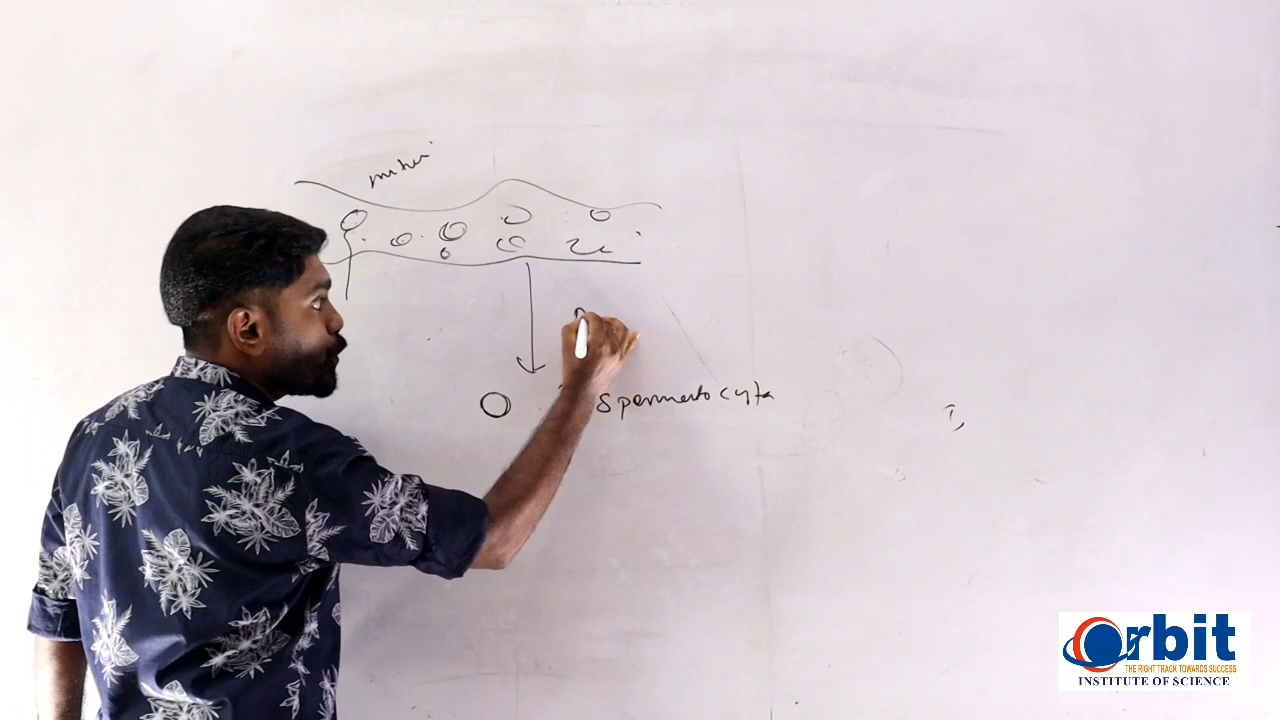 Spermatocyte
Orbit
THE RIGHT TRACK TOWARDS SUCCESS
INSTITUTE OF SCIENCE